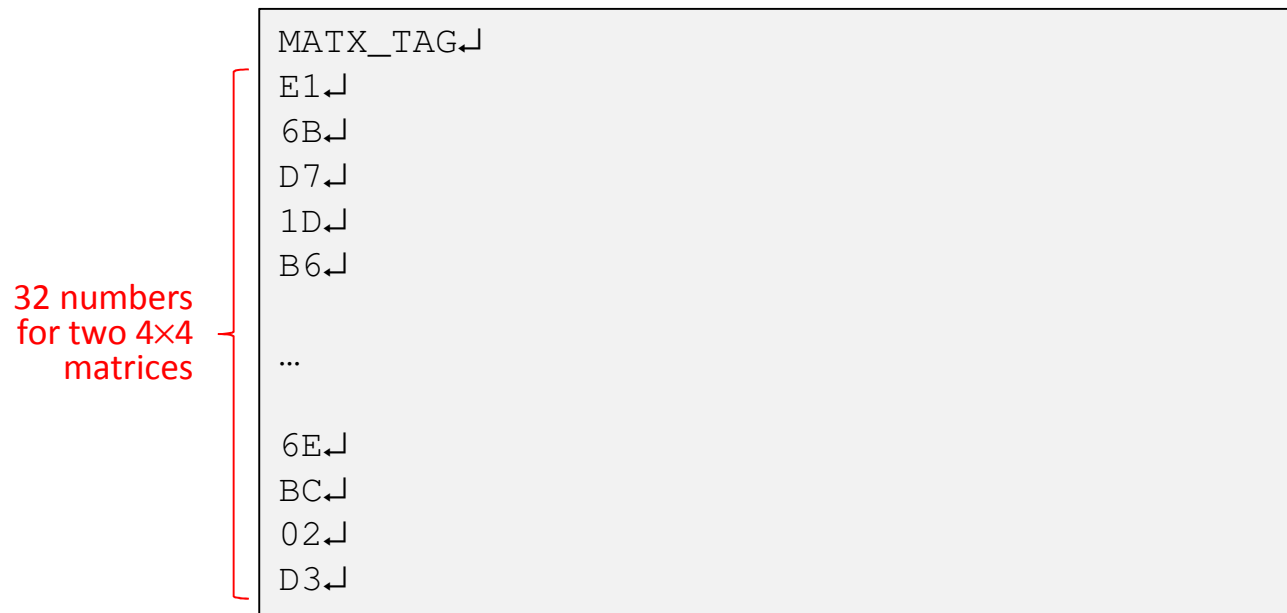 MATX_TAG↵
E1↵
6B↵
D7↵
1D↵
B6↵
32 numbers
for two 4×4
matrices
…
6E↵
BC↵
02↵
D3↵